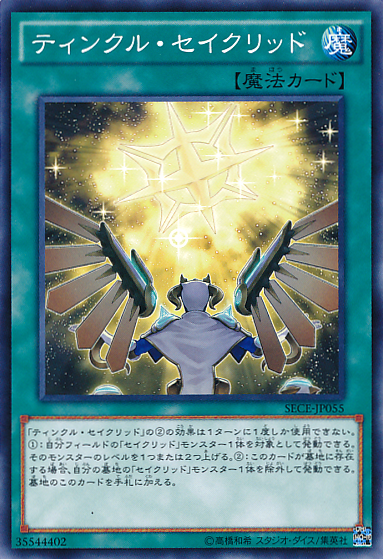 ティンクル・セイクリッド
魔
【魔法カード】
SECE-JP055
「ティンクル・セイクリッド」の②の効果は1ターンに1度しか使用できない。
①：自分フィールドの「セイクリッド」モンスター1体を対象として発動できる。
そのモンスターのレベルを1つまたは2つ上げる。②：このカードが墓地に存在
する場合、自分の墓地の「セイクリッド」モンスター1体を除外して発動できる。
墓地のこのカードを手札に加える。
35544402
©高橋和希 スタジオ・ダイス/集英社